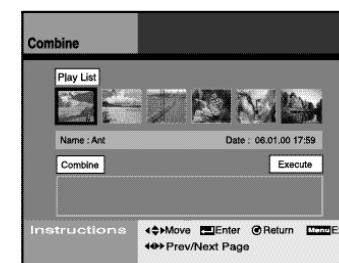 Combine
Play List
Name : Ant Date : 06.01.00 17:59
Combine Execute
Instructions Move Enter Return Menu E
Prev/Next Page